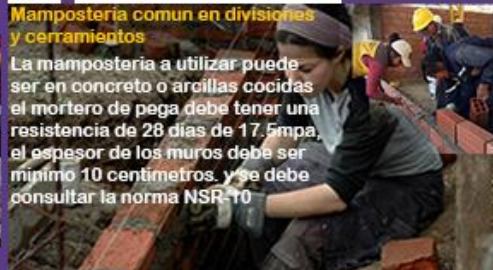 Mamposteria comun en divisiones
y cerramientos
La mamposteria a utilizar puede
ser en concreto o arcillas cocidas
el mortero de pega debe tener una
resistencia de 28 dias de 17.5mpa,
el espesor de los muros debe ser
minimo 10 centimetros. y se debe
consultar la norma NSR-10